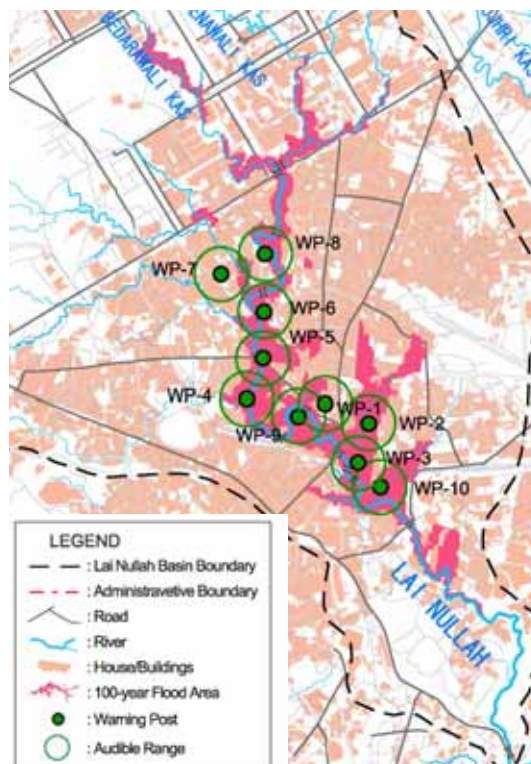 BEDARAWALI KAS
ENAWALI KAS
WP-8
WP-7
WP-6
WP-5
WP-4
WP-1
WP-2
WP-9
WP-3
WP-10
LAI NULLAH
LEGEND
: Lai Nullah Basin Boundary
: Administravetive Boundary
: Road
: River
: House/Buildings
: 100-year Flood Area
: Warning Post
: Audible Range